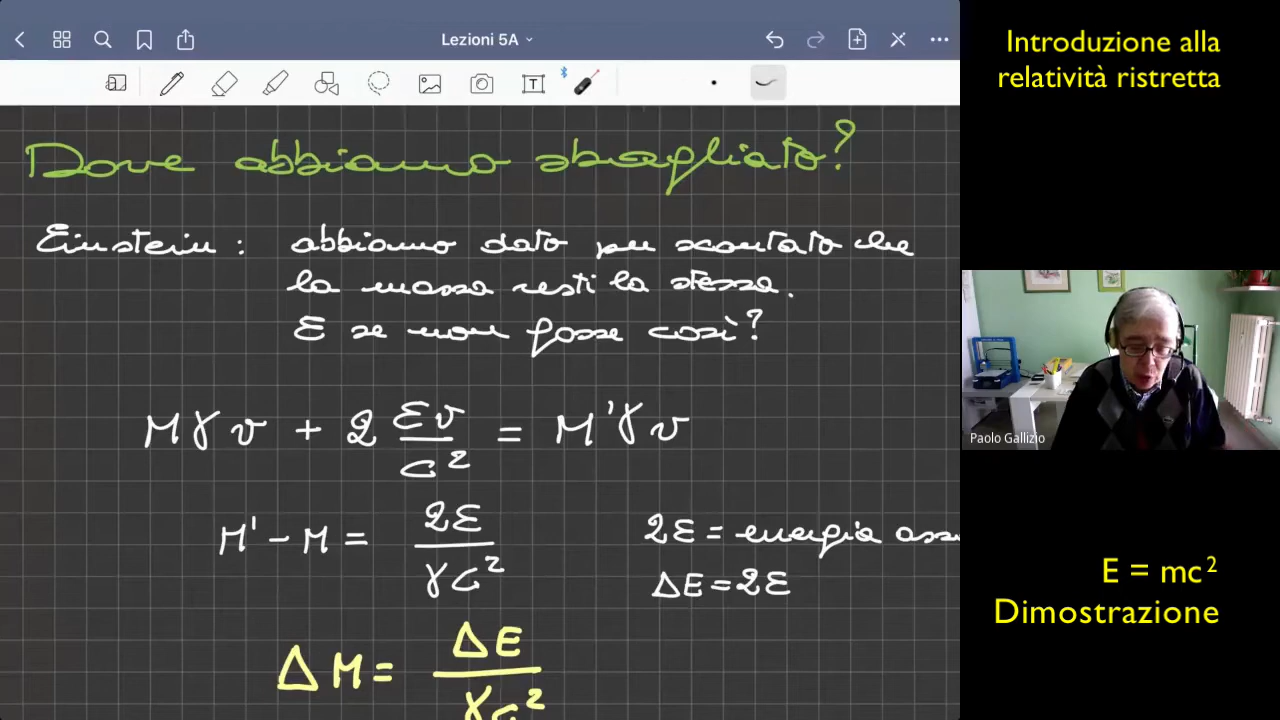 Lezioni 5A
Introduzione alla
relatività ristretta
Dove abbiamo sbagliato?
Einstein: abbiamo dato per scontato che
la massa resti la stessa.
E se non fosse così?
Mγv + 2 Ev/c² = M'γv
M' - M = 2E/γc²
2E = energia ass
ΔE = 2E
ΔM = ΔE/γc²
Paolo Gallizio
E = mc²
Dimostrazione